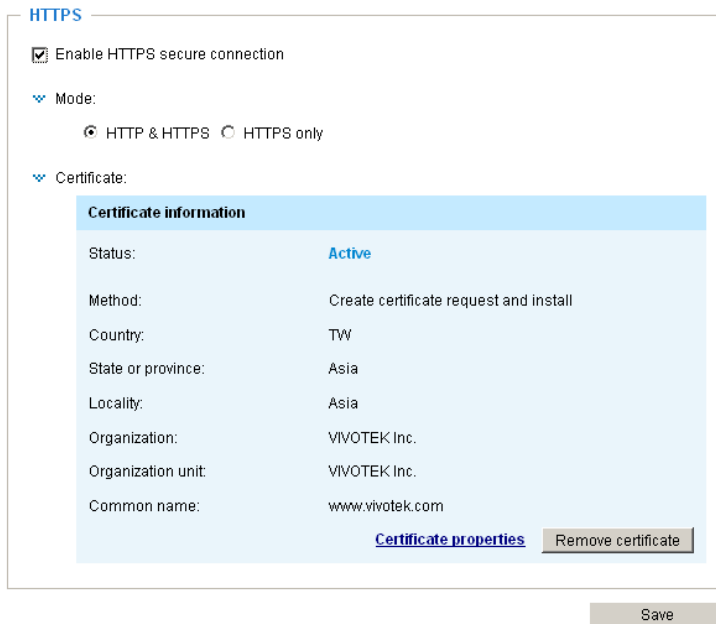 HTTPS
Enable HTTPS secure connection
Mode:
HTTP & HTTPS HTTPS only
Certificate:
Certificate information
Status: Active
Method: Create certificate request and install
Country: TW
State or province: Asia
Locality: Asia
Organization: VIVOTEK Inc.
Organization unit: VIVOTEK Inc.
Common name: www.vivotek.com
Certificate properties Remove certificate
Save